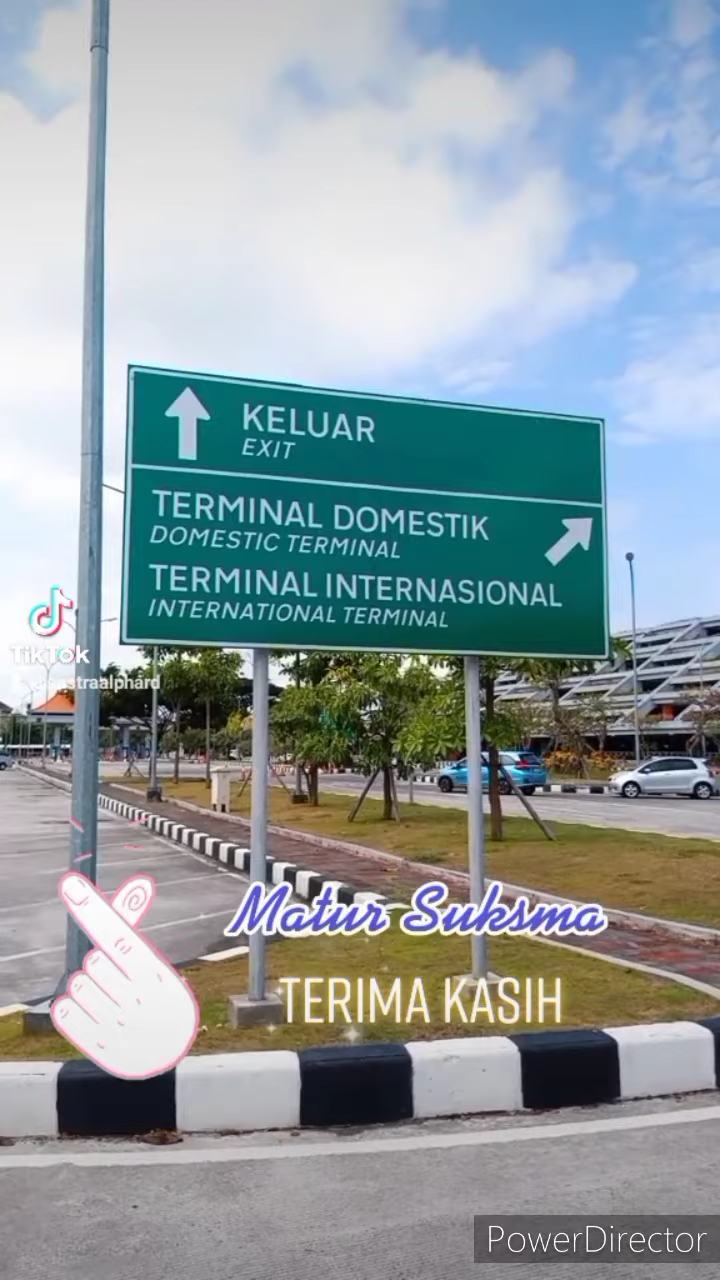 KELUAR
EXIT
TERMINAL DOMESTIK
DOMESTIC TERMINAL
TERMINAL INTERNASIONAL
INTERNATIONAL TERMINAL
TikTok
Matur Suksma
TERIMA KASIH
PowerDirector